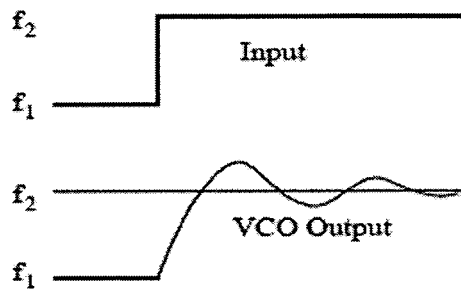 f₂
Input
f₁
f₂
VCO Output
f₁